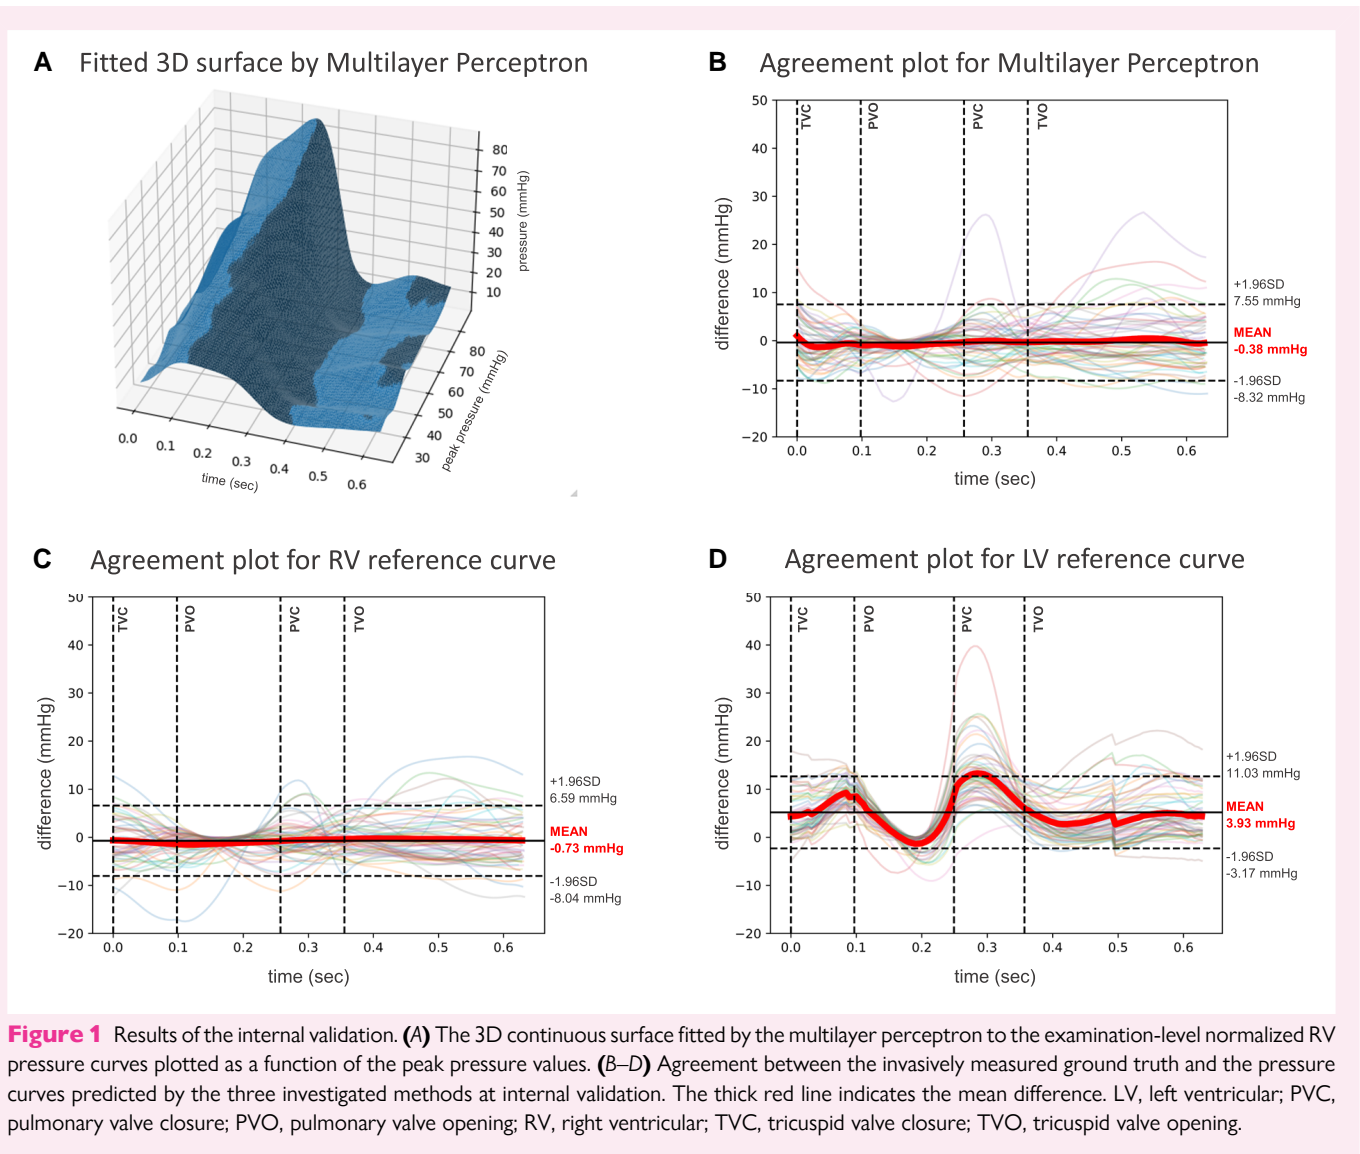 A Fitted 3D surface by Multilayer Perceptron
80
70
60
50
40
30
20
10
pressure (mmHg)
80
70
60
50
40
30
peak pressure (mmHg)
0.0 0.1 0.2 0.3 0.4 0.5 0.6
time (sec)
B Agreement plot for Multilayer Perceptron
50
40
30
20
10
0
−10
−20
difference (mmHg)
TVC PVO PVC TVO
+1.96SD
7.55 mmHg
MEAN
-0.38 mmHg
-1.96SD
-8.32 mmHg
0.0 0.1 0.2 0.3 0.4 0.5 0.6
time (sec)
C Agreement plot for RV reference curve
50
40
30
20
10
0
−10
−20
difference (mmHg)
TVC PVO PVC TVO
+1.96SD
6.59 mmHg
MEAN
-0.73 mmHg
-1.96SD
-8.04 mmHg
0.0 0.1 0.2 0.3 0.4 0.5 0.6
time (sec)
D Agreement plot for LV reference curve
50
40
30
20
10
0
−10
−20
difference (mmHg)
TVC PVO PVC TVO
+1.96SD
11.03 mmHg
MEAN
3.93 mmHg
-1.96SD
-3.17 mmHg
0.0 0.1 0.2 0.3 0.4 0.5 0.6
time (sec)
Figure 1 Results of the internal validation. (A) The 3D continuous surface fitted by the multilayer perceptron to the examination-level normalized RV
pressure curves plotted as a function of the peak pressure values. (B–D) Agreement between the invasively measured ground truth and the pressure
curves predicted by the three investigated methods at internal validation. The thick red line indicates the mean difference. LV, left ventricular; PVC,
pulmonary valve closure; PVO, pulmonary valve opening; RV, right ventricular; TVC, tricuspid valve closure; TVO, tricuspid valve opening.